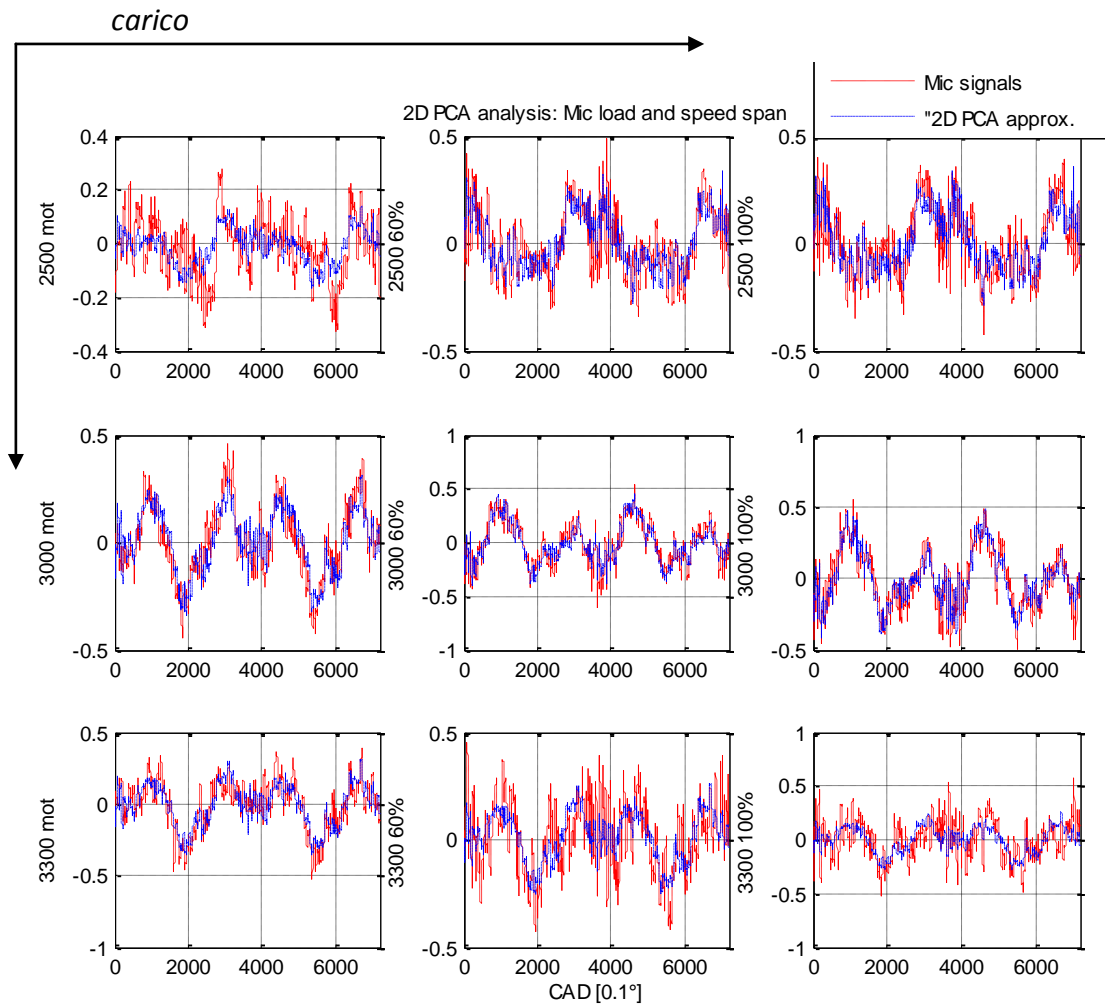 carico
Mic signals
"2D PCA approx.
2D PCA analysis: Mic load and speed span
2500 mot
0.4
0.2
0
-0.2
-0.4
0 2000 4000 6000
2500 60%
0.5
0
-0.5
0 2000 4000 6000
2500 100%
0.5
0
-0.5
0 2000 4000 6000
3000 mot
0.5
0
-0.5
0 2000 4000 6000
3000 60%
1
0.5
0
-0.5
-1
0 2000 4000 6000
3000 100%
1
0.5
0
-0.5
0 2000 4000 6000
3300 mot
0.5
0
-0.5
-1
0 2000 4000 6000
3300 60%
0.5
0
-0.5
0 2000 4000 6000
CAD [0.1°]
3300 100%
1
0.5
0
-0.5
-1
0 2000 4000 6000